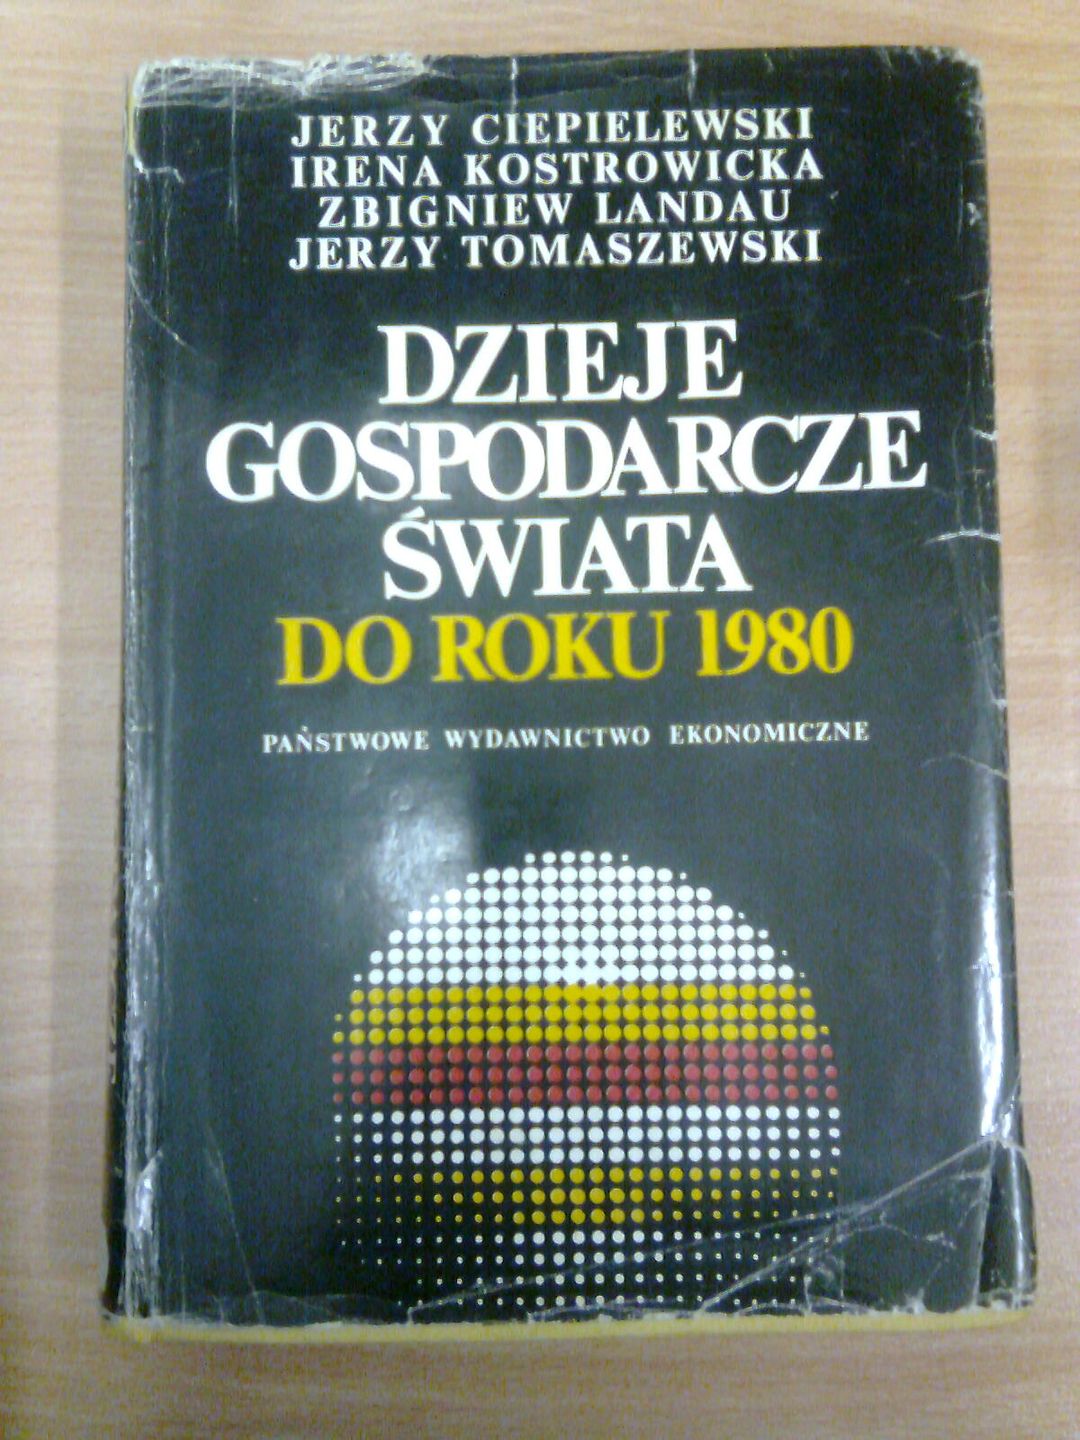 JERZY CIEPIELEWSKI
IRENA KOSTROWICKA
ZBIGNIEW LANDAU
JERZY TOMASZEWSKI
DZIEJE
GOSPODARCZE
ŚWIATA
DO ROKU 1980
PAŃSTWOWE WYDAWNICTWO EKONOMICZNE